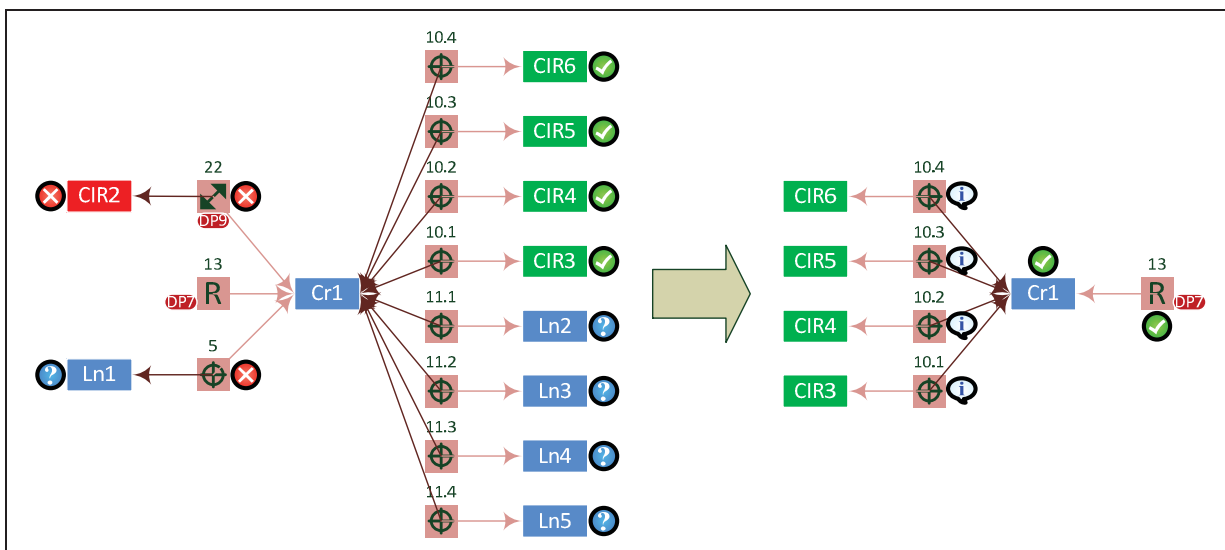 10.4
CIR6
10.3
CIR5
22
10.2
10.4
CIR2
CIR4
CIR6
DP9
10.1
10.3
13
CIR3
CIR5
R
DP7
Cr1
11.1
10.2
Cr1
13
R
DP7
Ln2
CIR4
5
11.2
10.1
Ln1
Ln3
CIR3
11.3
Ln4
11.4
Ln5